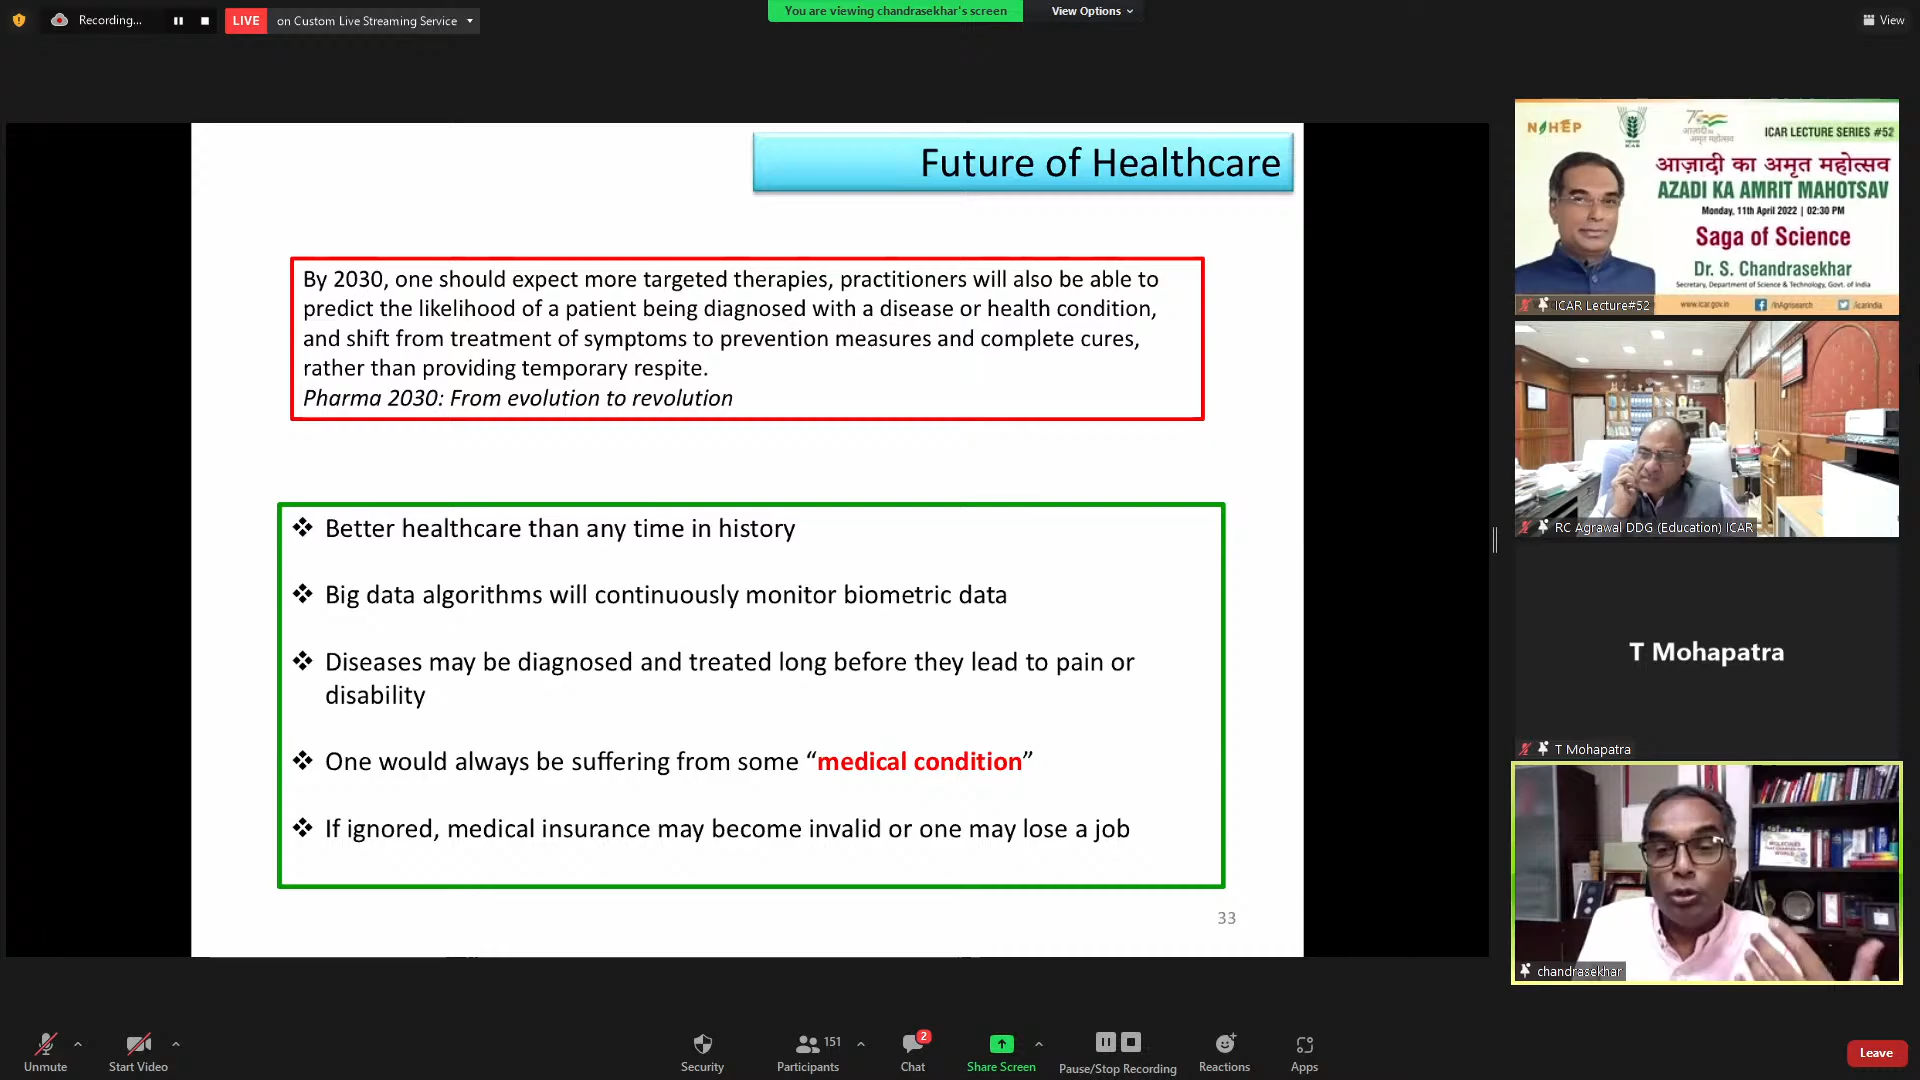 Recording...
LIVE
on Custom Live Streaming Service
You are viewing chandrasekhar's screen
View Options
View
Future of Healthcare
By 2030, one should expect more targeted therapies, practitioners will also be able to
predict the likelihood of a patient being diagnosed with a disease or health condition,
and shift from treatment of symptoms to prevention measures and complete cures,
rather than providing temporary respite.
Pharma 2030: From evolution to revolution
❖ Better healthcare than any time in history
❖ Big data algorithms will continuously monitor biometric data
❖ Diseases may be diagnosed and treated long before they lead to pain or
disability
❖ One would always be suffering from some “medical condition”
❖ If ignored, medical insurance may become invalid or one may lose a job
33
NAHEP
ICAR
आज़ादी का
अमृत महोत्सव
ICAR LECTURE SERIES #52
आज़ादी का अमृत महोत्सव
AZADI KA AMRIT MAHOTSAV
Monday, 11th April 2022 | 02:30 PM
Saga of Science
Dr. S. Chandrasekhar
Secretary, Department of Science & Technology, Govt. of India
www.icar.gov.in
/InAgrisearch
/icarindia
ICAR Lecture#52
RC Agrawal DDG (Education) ICAR
T Mohapatra
T Mohapatra
MOLECULES
WORLD
chandrasekhar
Unmute
Start Video
Security
151
Participants
2
Chat
Share Screen
Pause/Stop Recording
Reactions
Apps
Leave